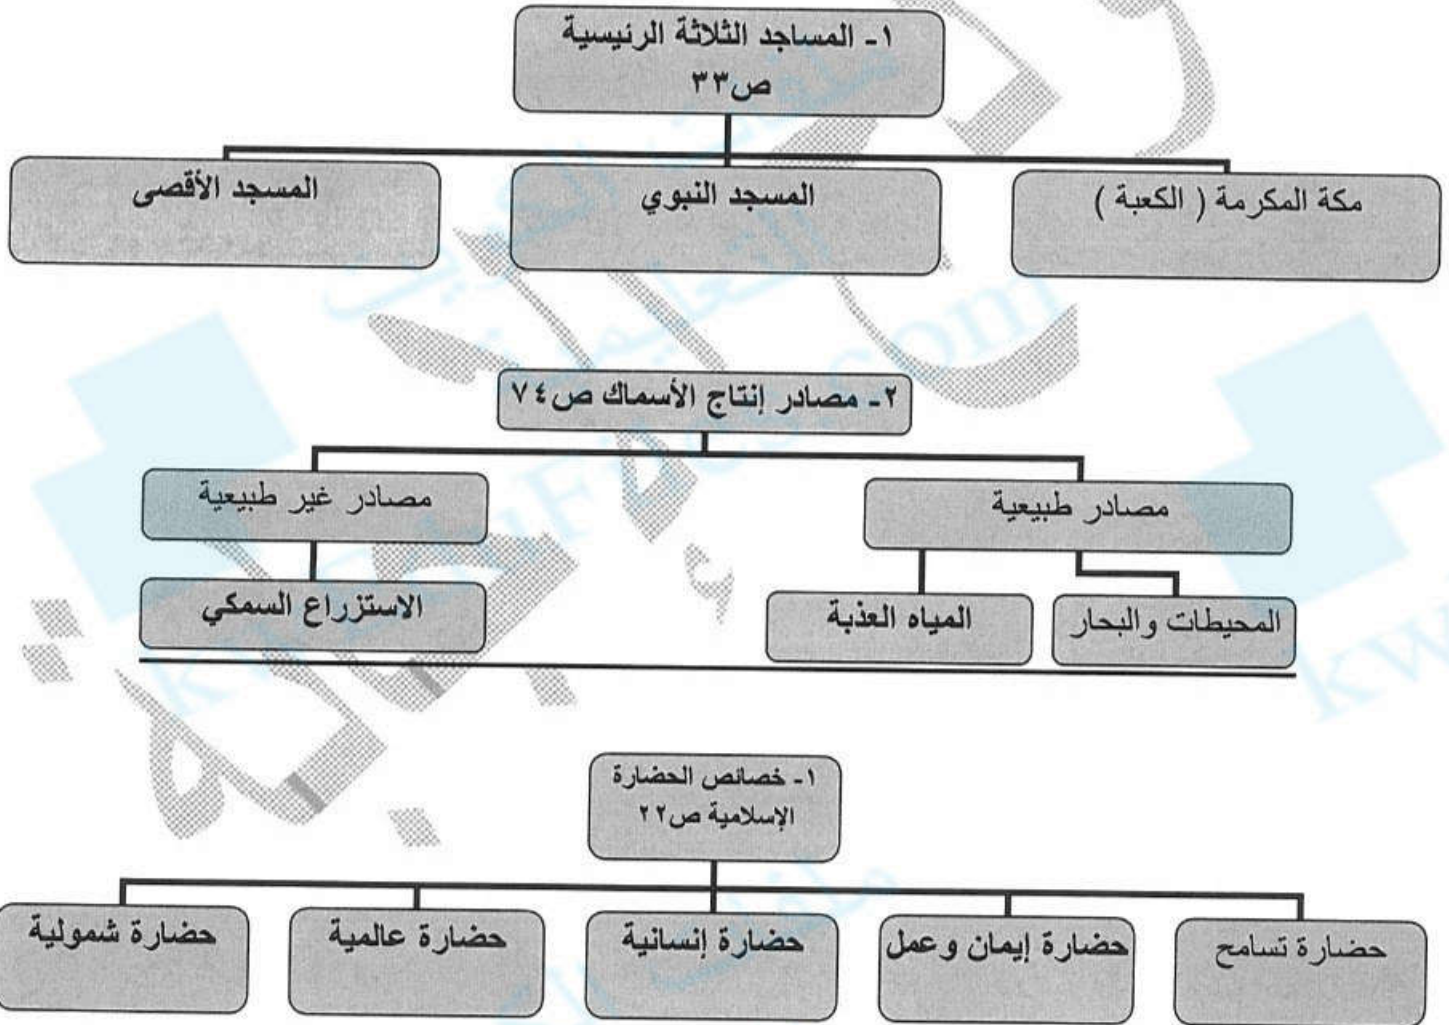 ١- المساجد الثلاثة الرئيسية
ص٣٣
مكة المكرمة ( الكعبة )
المسجد النبوي
المسجد الأقصى
٢- مصادر إنتاج الأسماك ص٧٤
مصادر طبيعية
مصادر غير طبيعية
المحيطات والبحار
المياه العذبة
الاستزراع السمكي
١- خصائص الحضارة
الإسلامية ص٢٢
حضارة تسامح
حضارة إيمان وعمل
حضارة إنسانية
حضارة عالمية
حضارة شمولية